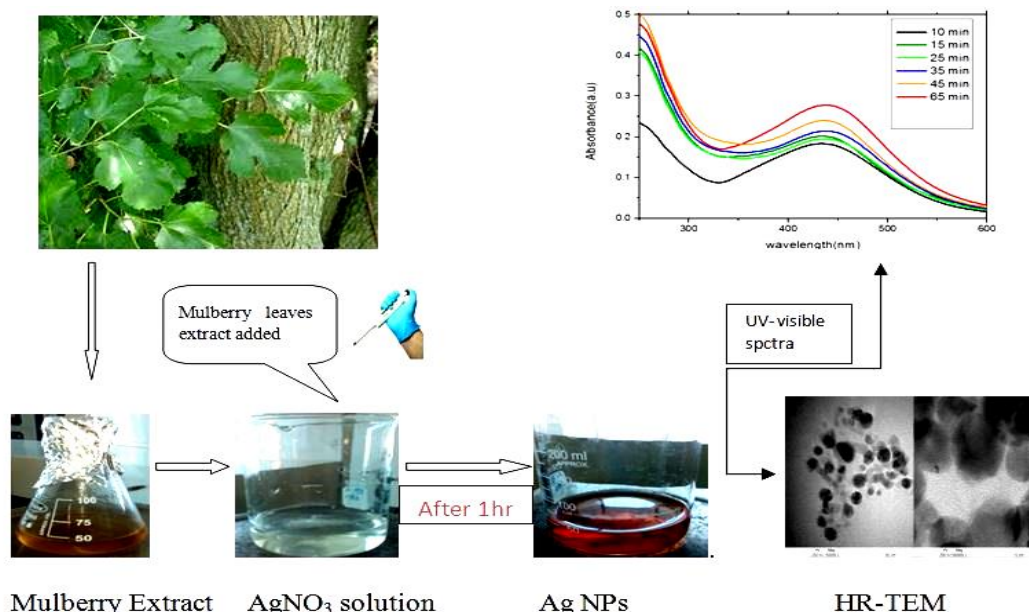 0.5
0.4
0.3
0.2
0.1
0.0
Absorbance(a.u)
10 min
15 min
25 min
35 min
45 min
65 min
300 400 500 600
wavelength(nm)
Mulberry leaves
extract added
UV-visible
spctra
100
75
50
200 ml
APPROX.
After 1hr
Mulberry Extract
AgNO₃ solution
Ag NPs
HR-TEM